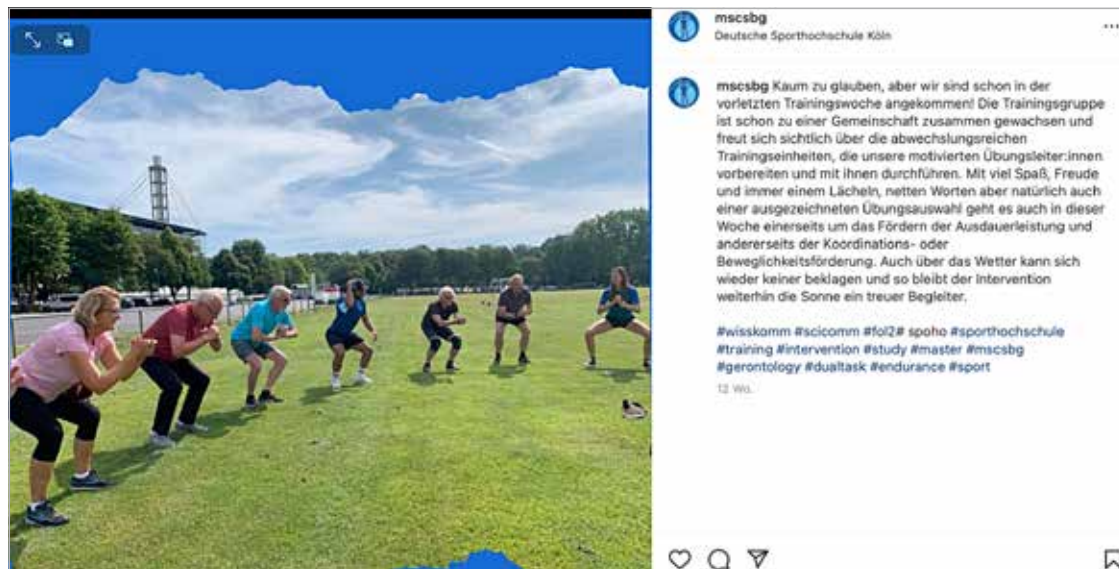 mscsbg
Deutsche Sporthochschule Köln
mscsbg Kaum zu glauben, aber wir sind schon in der
vorletzten Trainingswoche angekommen! Die Trainingsgruppe
ist schon zu einer Gemeinschaft zusammen gewachsen und
freut sich sichtlich über die abwechslungsreichen
Trainingseinheiten, die unsere motivierten Übungsleiter:innen
vorbereiten und mit ihnen durchführen. Mit viel Spaß, Freude
und immer einem Lächeln, netten Worten aber natürlich auch
einer ausgezeichneten Übungsauswahl geht es auch in dieser
Woche einerseits um das Fördern der Ausdauerleistung und
andererseits der Koordinations- oder
Beweglichkeitsförderung. Auch über das Wetter kann sich
wieder keiner beklagen und so bleibt der Intervention
weiterhin die Sonne ein treuer Begleiter.
#wisskomm #scicomm #fol2# spoho #sporthochschule
#training #intervention #study #master #mscsbg
#gerontology #dualtask #endurance #sport
12 Wo.